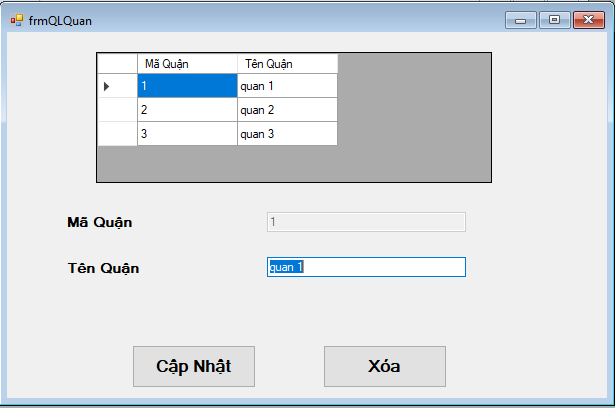 frmQLQuan
Mã Quận Tên Quận
1 quan 1
2 quan 2
3 quan 3
Mã Quận 1
Tên Quận quan 1
Cập Nhật Xóa